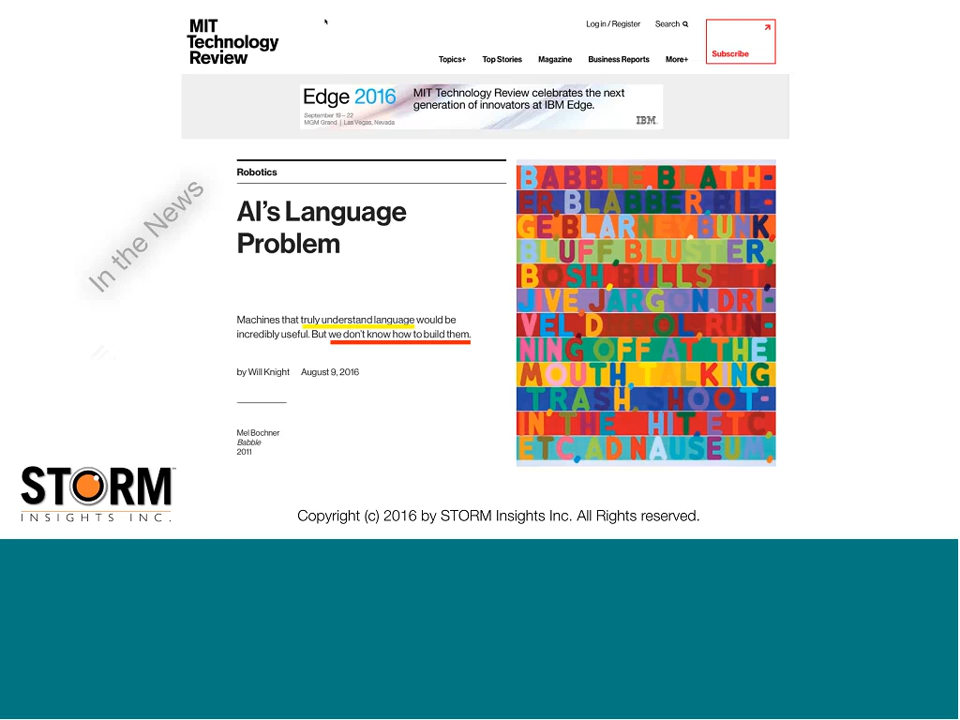 MIT
Technology
Review
Log in / Register Search
Subscribe
Topics+ Top Stories Magazine Business Reports More+
Edge 2016
September 19 – 22
MGM Grand | Las Vegas, Nevada
MIT Technology Review celebrates the next
generation of innovators at IBM Edge.
IBM
In the News
Robotics
AI's Language
Problem
Machines that truly understand language would be
incredibly useful. But we don't know how to build them.
by Will Knight August 9, 2016
Mel Bochner
Babble
2011
BABBLE, BLATH-
ER, BLABBER, BIL-
GE, BLARNEY, BUNK,
BLUFF, BLUSTER,
BOSH, BULLS T,
JIVE, JARGON, DRI-
VEL, D OL, RUN-
NING OFF AT THE
MOUTH, TALKING
TRASH, SHOOT-
IN THE HIT, ETC,
ETC, AD NAUSEUM,
STORM
INSIGHTS INC.
Copyright (c) 2016 by STORM Insights Inc. All Rights reserved.